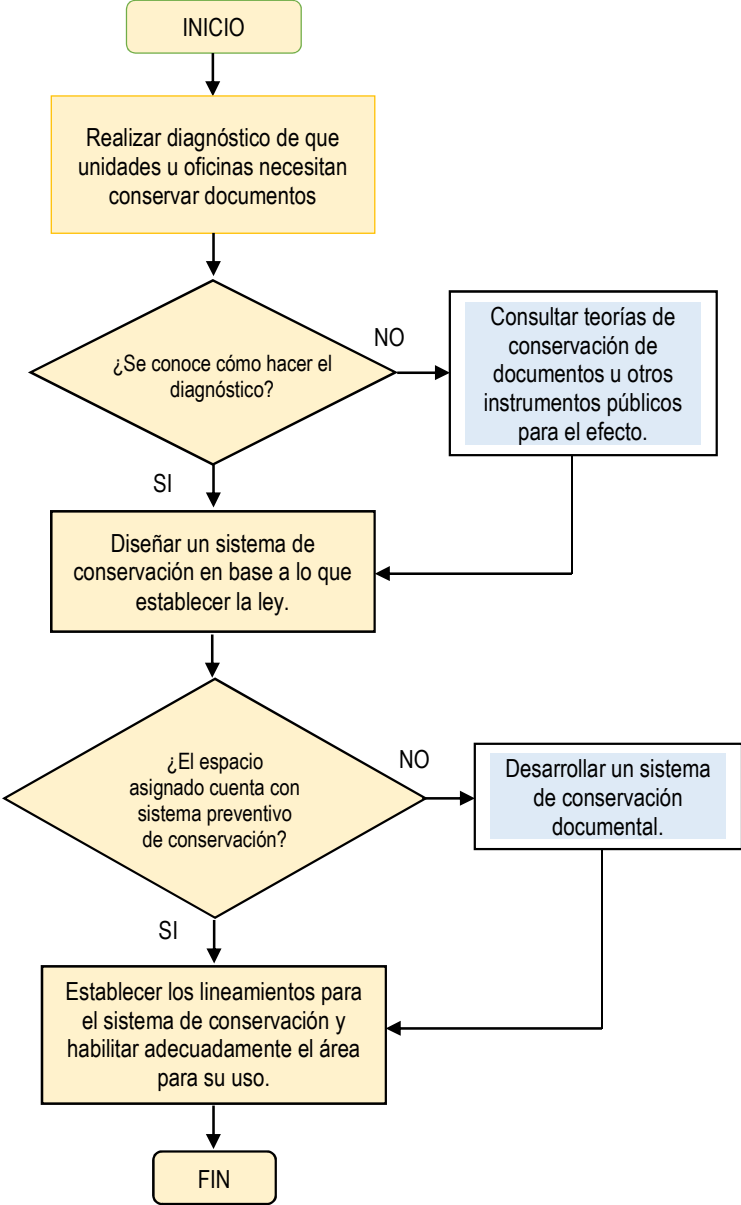 INICIO
Realizar diagnóstico de que
unidades u oficinas necesitan
conservar documentos
¿Se conoce cómo hacer el
diagnóstico?
NO
Consultar teorías de
conservación de
documentos u otros
instrumentos públicos
para el efecto.
SI
Diseñar un sistema de
conservación en base a lo que
establecer la ley.
¿El espacio
asignado cuenta con
sistema preventivo
de conservación?
NO
Desarrollar un sistema
de conservación
documental.
SI
Establecer los lineamientos para
el sistema de conservación y
habilitar adecuadamente el área
para su uso.
FIN